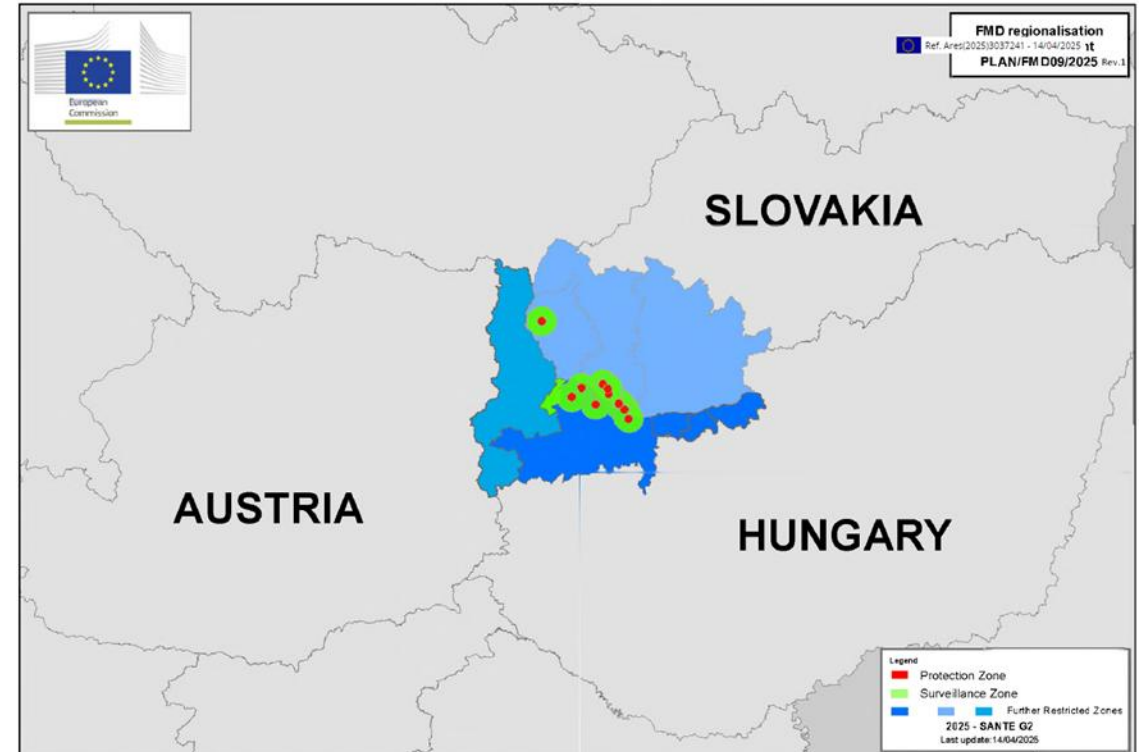 European
Commission
FMD regionalisation
Ref. Ares(2025)3037241 - 14/04/2025
PLAN/FMD09/2025 Rev.1
SLOVAKIA
AUSTRIA
HUNGARY
Legend
Protection Zone
Surveillance Zone
Further Restricted Zones
2025 - SANTE G2
Last update:14/04/2025